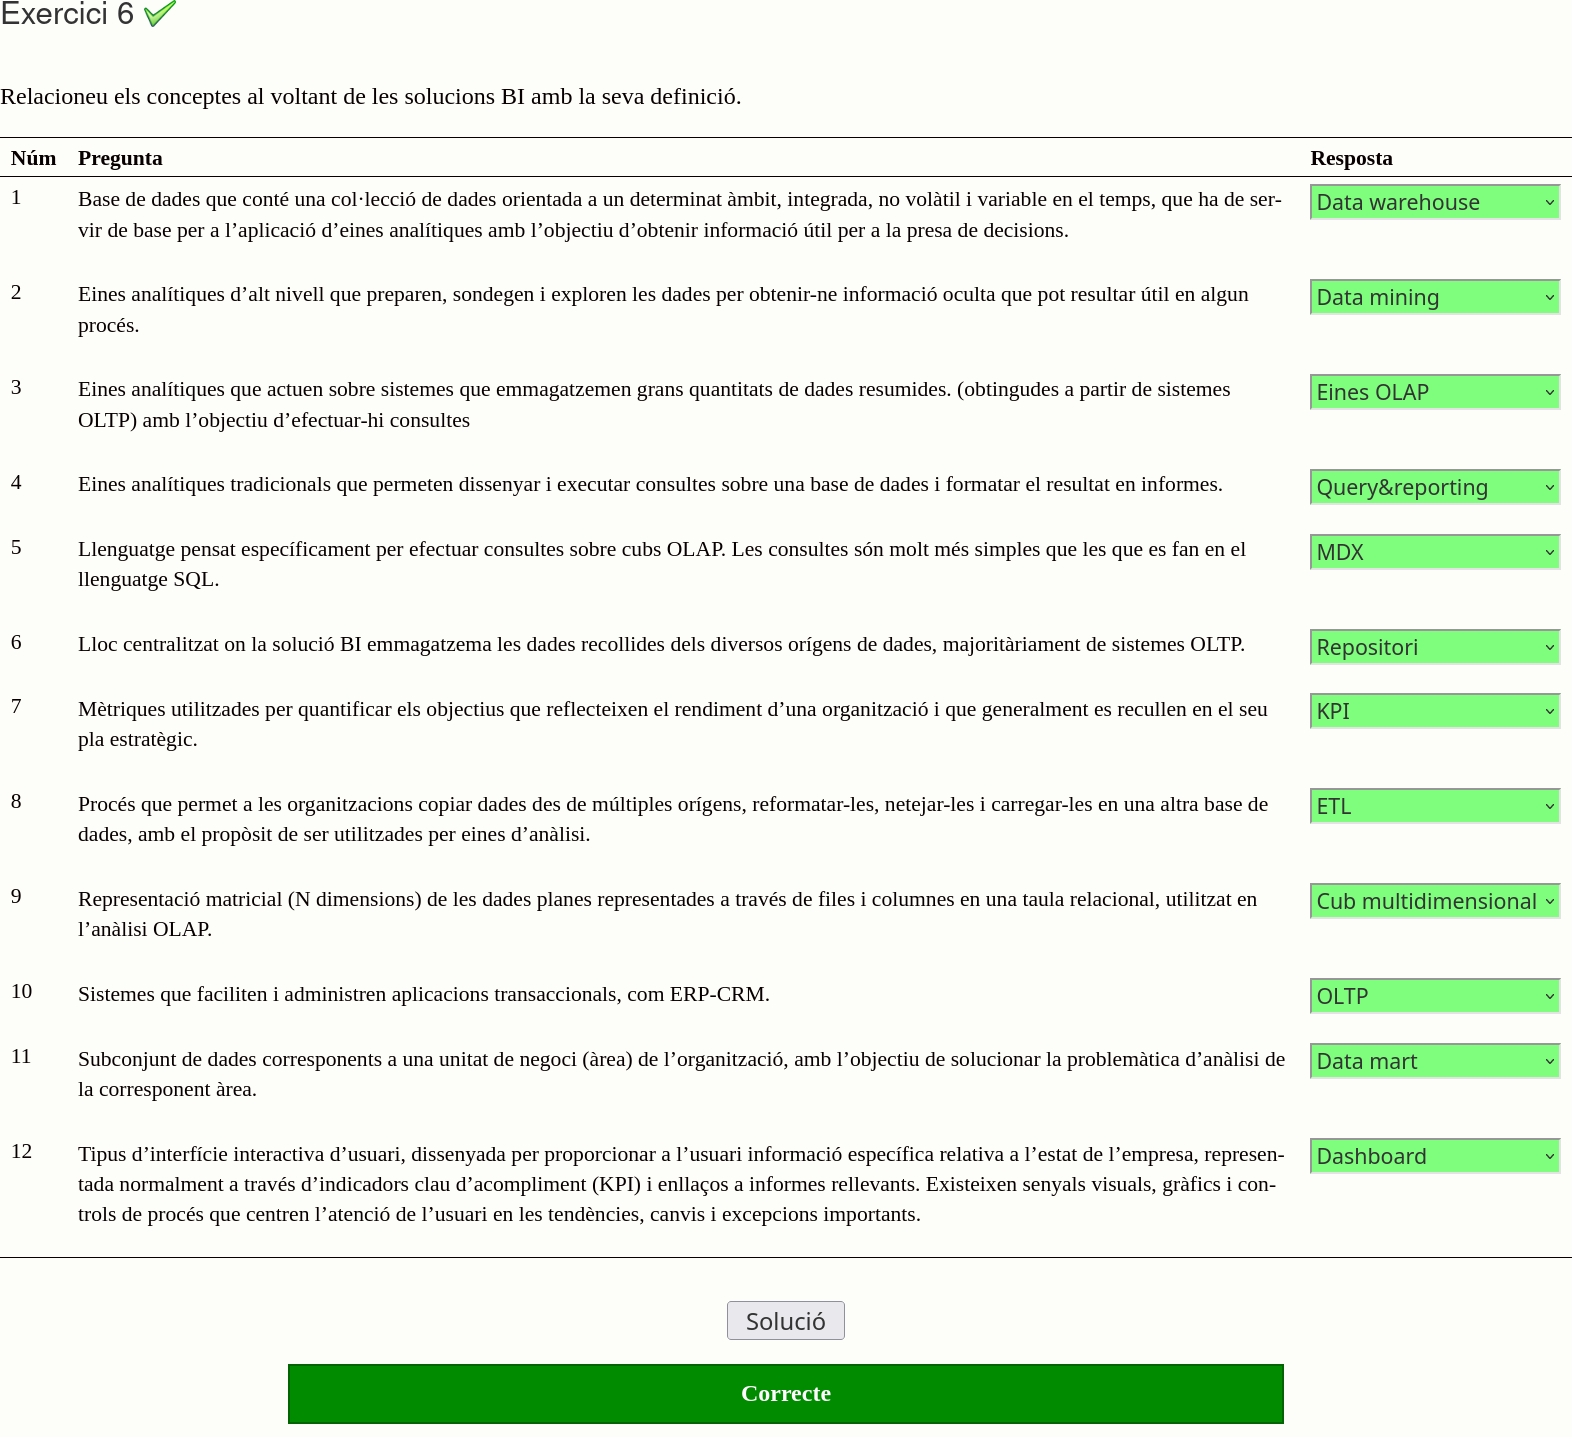 Exercici 6
Relacioneu els conceptes al voltant de les solucions BI amb la seva definició.
Núm Pregunta Resposta
1 Base de dades que conté una col·lecció de dades orientada a un determinat àmbit, integrada, no volàtil i variable en el temps, que ha de ser- Data warehouse
vir de base per a l’aplicació d’eines analítiques amb l’objectiu d’obtenir informació útil per a la presa de decisions.
2 Eines analítiques d’alt nivell que preparen, sondegen i exploren les dades per obtenir-ne informació oculta que pot resultar útil en algun Data mining
procés.
3 Eines analítiques que actuen sobre sistemes que emmagatzemen grans quantitats de dades resumides. (obtingudes a partir de sistemes Eines OLAP
OLTP) amb l’objectiu d’efectuar-hi consultes
4 Eines analítiques tradicionals que permeten dissenyar i executar consultes sobre una base de dades i formatar el resultat en informes. Query&reporting
5 Llenguatge pensat específicament per efectuar consultes sobre cubs OLAP. Les consultes són molt més simples que les que es fan en el MDX
llenguatge SQL.
6 Lloc centralitzat on la solució BI emmagatzema les dades recollides dels diversos orígens de dades, majoritàriament de sistemes OLTP. Repositori
7 Mètriques utilitzades per quantificar els objectius que reflecteixen el rendiment d’una organització i que generalment es recullen en el seu KPI
pla estratègic.
8 Procés que permet a les organitzacions copiar dades des de múltiples orígens, reformatar-les, netejar-les i carregar-les en una altra base de ETL
dades, amb el propòsit de ser utilitzades per eines d’anàlisi.
9 Representació matricial (N dimensions) de les dades planes representades a través de files i columnes en una taula relacional, utilitzat en Cub multidimensional
l’anàlisi OLAP.
10 Sistemes que faciliten i administren aplicacions transaccionals, com ERP-CRM. OLTP
11 Subconjunt de dades corresponents a una unitat de negoci (àrea) de l’organització, amb l’objectiu de solucionar la problemàtica d’anàlisi de Data mart
la corresponent àrea.
12 Tipus d’interfície interactiva d’usuari, dissenyada per proporcionar a l’usuari informació específica relativa a l’estat de l’empresa, represen- Dashboard
tada normalment a través d’indicadors clau d’acompliment (KPI) i enllaços a informes rellevants. Existeixen senyals visuals, gràfics i con-
trols de procés que centren l’atenció de l’usuari en les tendències, canvis i excepcions importants.
Solució
Correcte